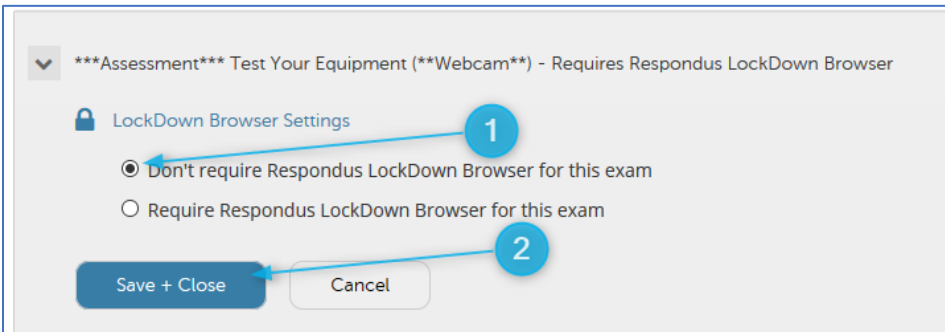 ***Assessment*** Test Your Equipment (**Webcam**) - Requires Respondus LockDown Browser
LockDown Browser Settings
1
Don't require Respondus LockDown Browser for this exam
Require Respondus LockDown Browser for this exam
2
Save + Close
Cancel